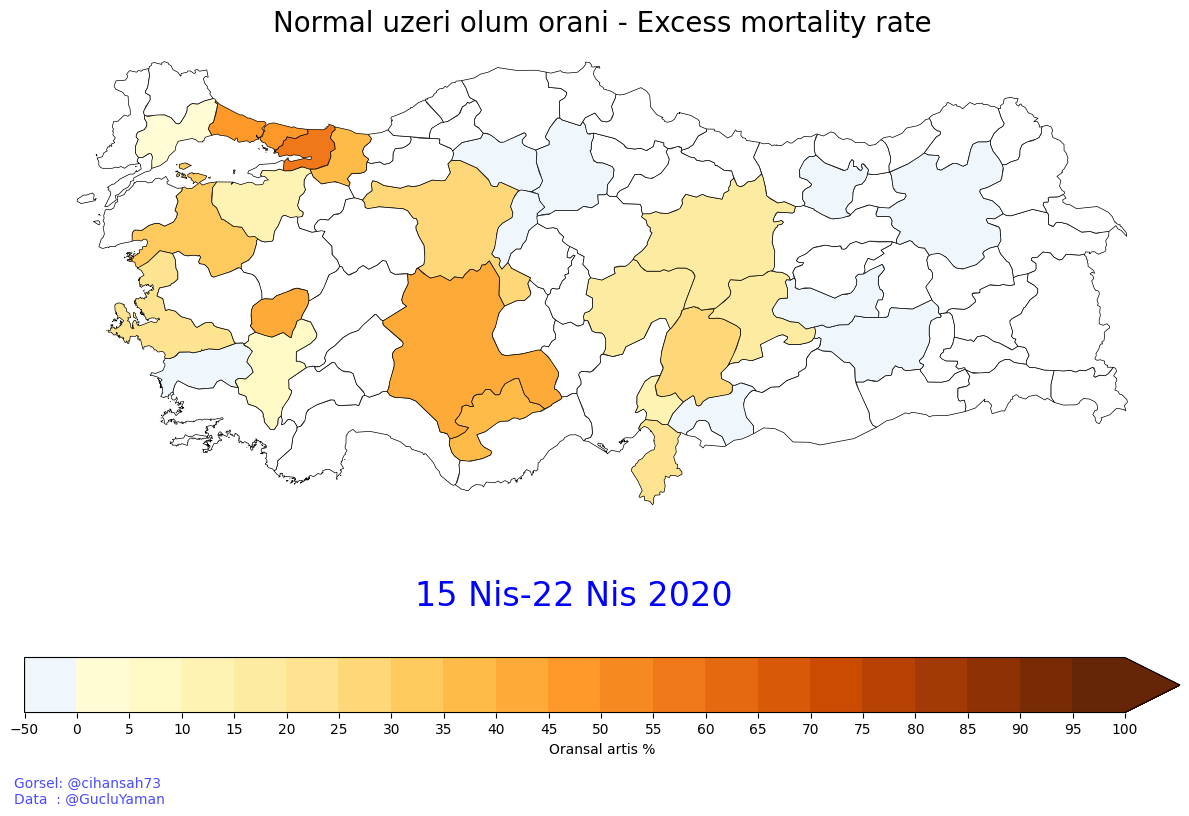 Normal uzeri olum orani - Excess mortality rate
15 Nis-22 Nis 2020
−50 0 5 10 15 20 25 30 35 40 45 50 55 60 65 70 75 80 85 90 95 100
Oransal artis %
Gorsel: @cihansah73
Data  : @GucluYaman